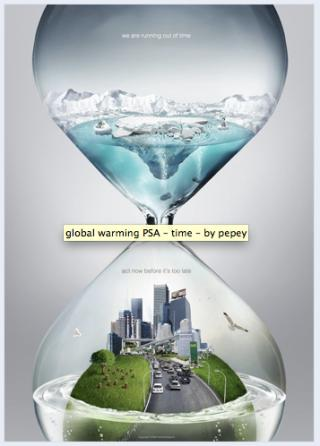 we are running out of time
global warming PSA - time - by pepey
act now before it's too late